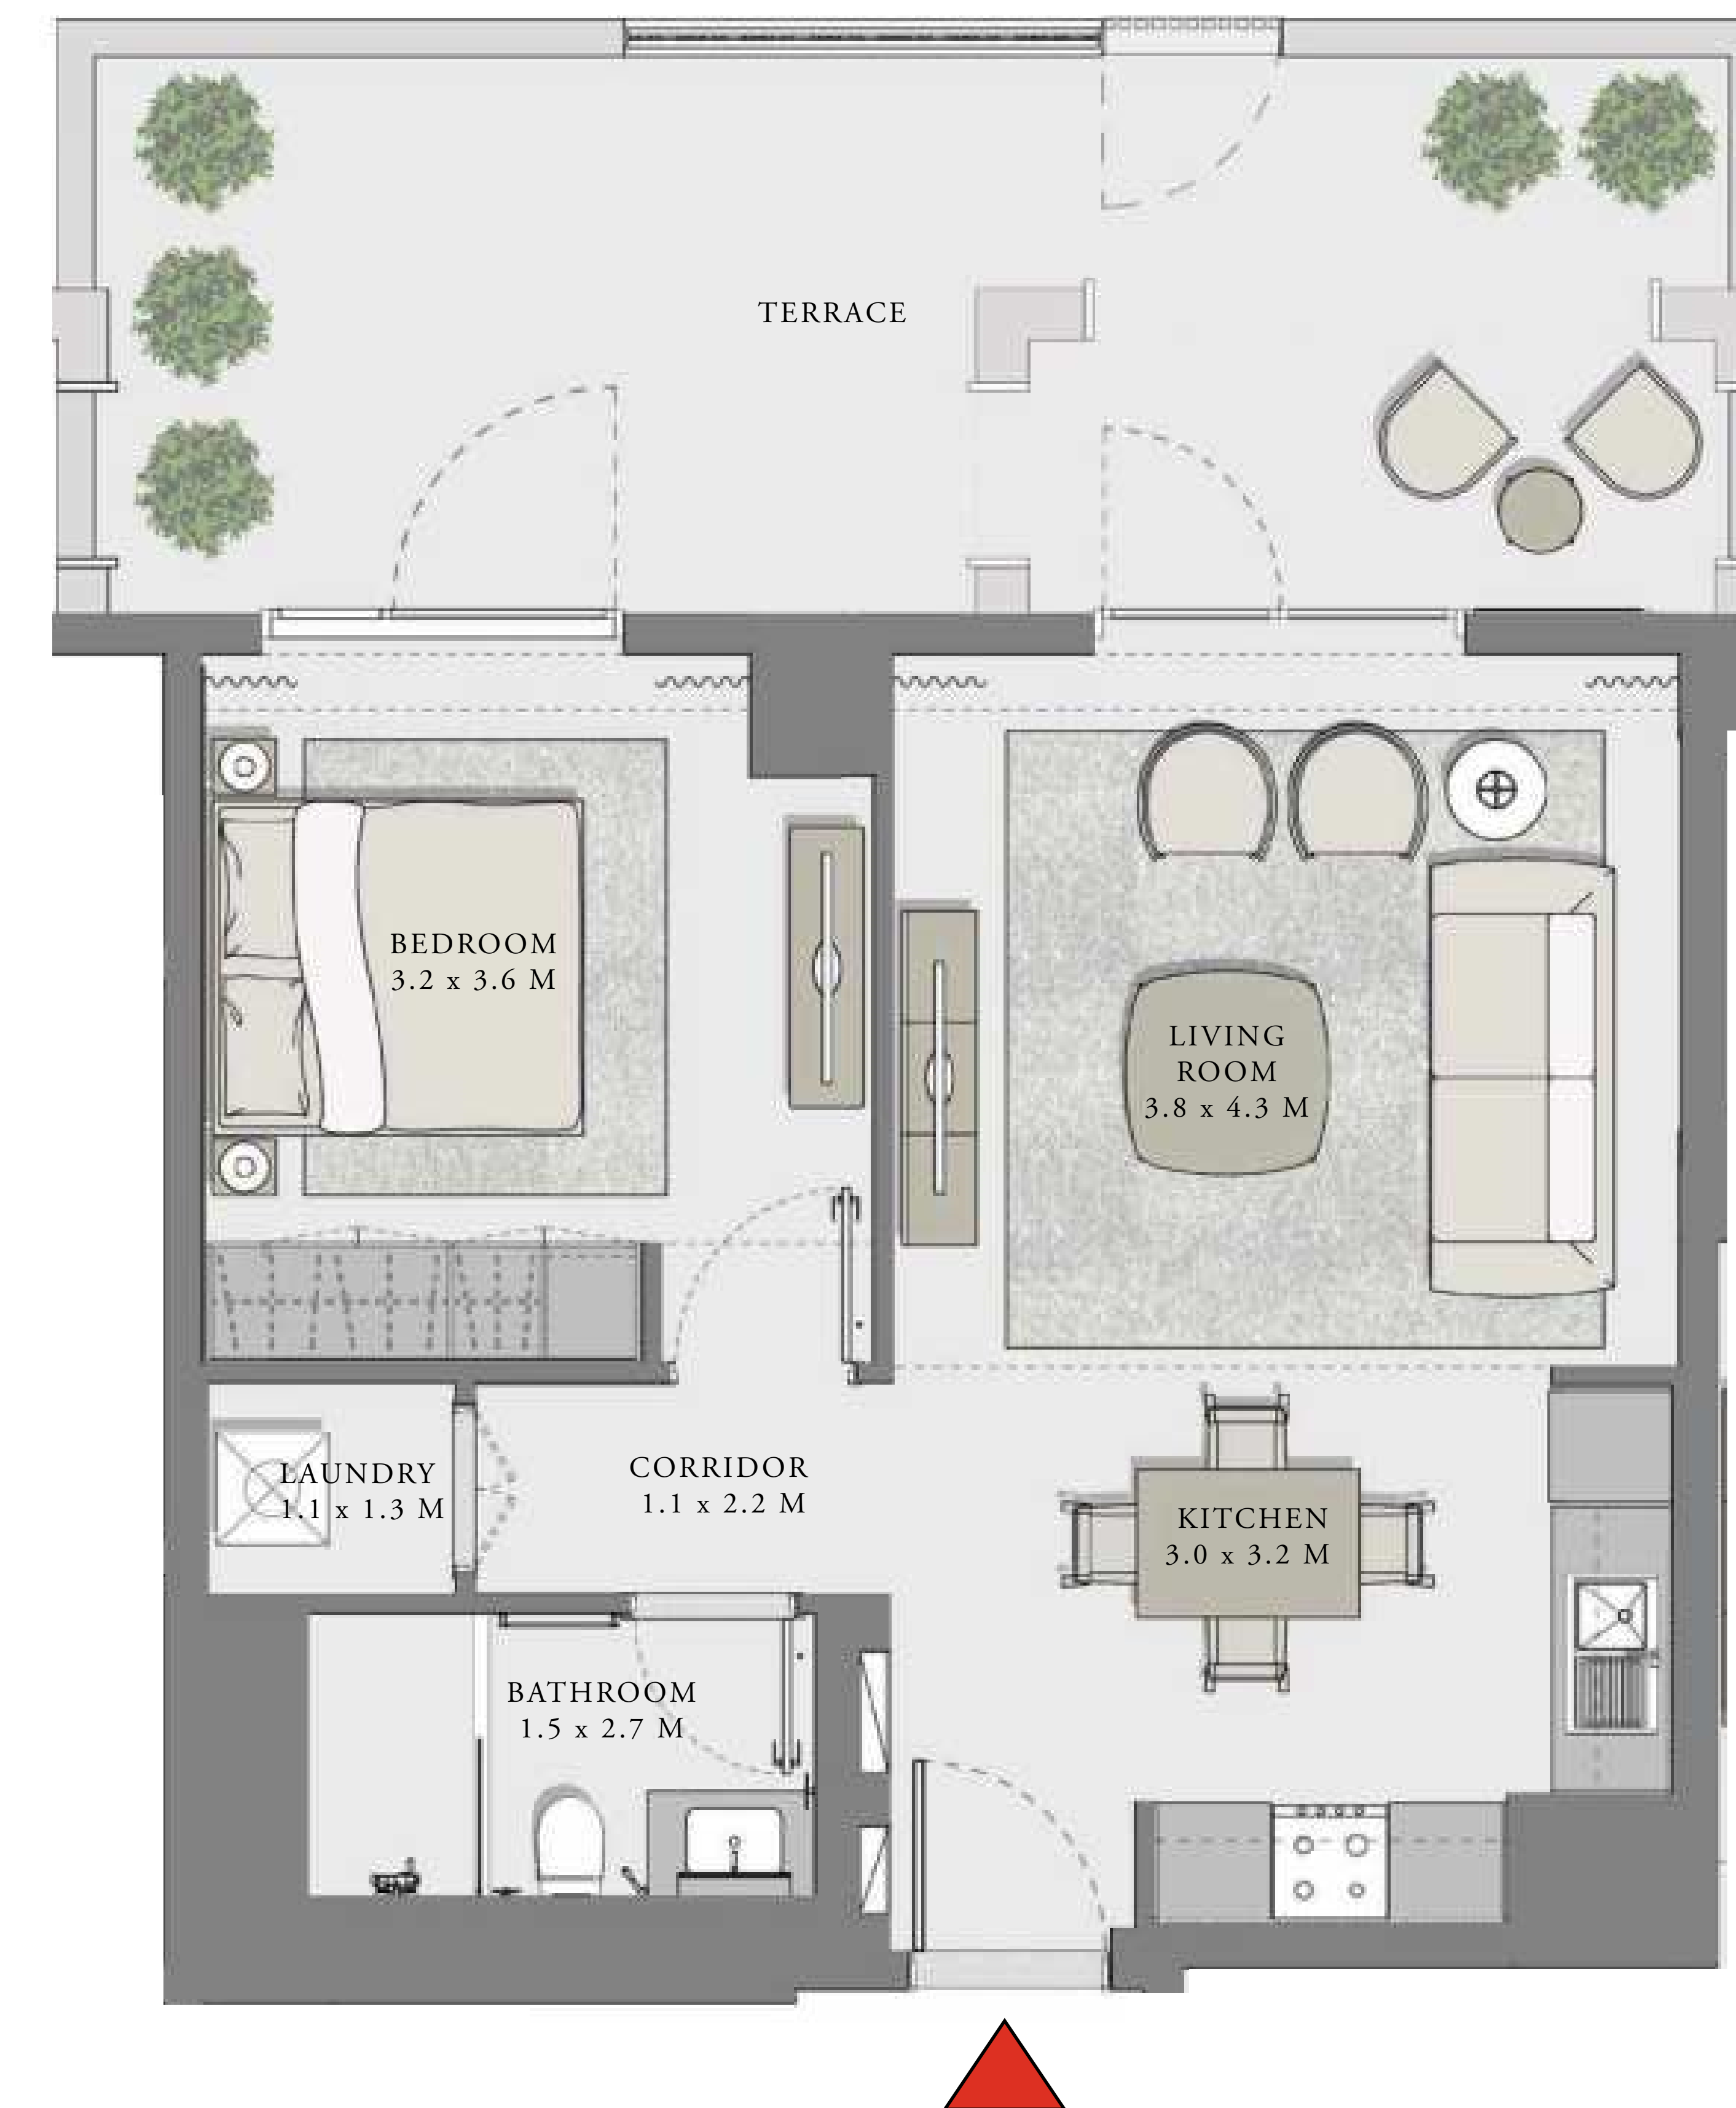 TERRACE
BEDROOM
3.2 x 3.6 M
LIVING
ROOM
3.8 x 4.3 M
LAUNDRY
1.1 x 1.3 M
CORRIDOR
1.1 x 2.2 M
KITCHEN
3.0 x 3.2 M
BATHROOM
1.5 x 2.7 M